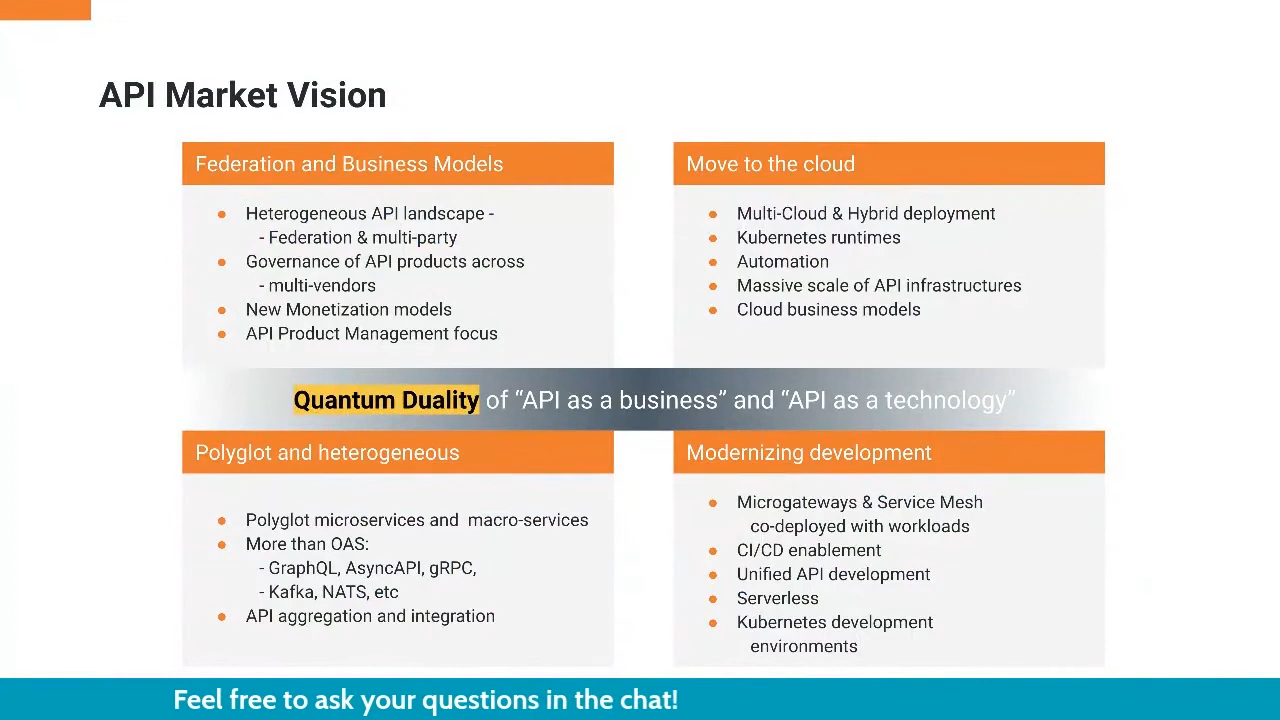 API Market Vision
Federation and Business Models
● Heterogeneous API landscape -
- Federation & multi-party
● Governance of API products across
- multi-vendors
● New Monetization models
● API Product Management focus
Move to the cloud
● Multi-Cloud & Hybrid deployment
● Kubernetes runtimes
● Automation
● Massive scale of API infrastructures
● Cloud business models
Quantum Duality of “API as a business” and “API as a technology”
Polyglot and heterogeneous
● Polyglot microservices and macro-services
● More than OAS:
- GraphQL, AsyncAPI, gRPC,
- Kafka, NATS, etc
● API aggregation and integration
Modernizing development
● Microgateways & Service Mesh
co-deployed with workloads
● CI/CD enablement
● Unified API development
● Serverless
● Kubernetes development
environments
Feel free to ask your questions in the chat!